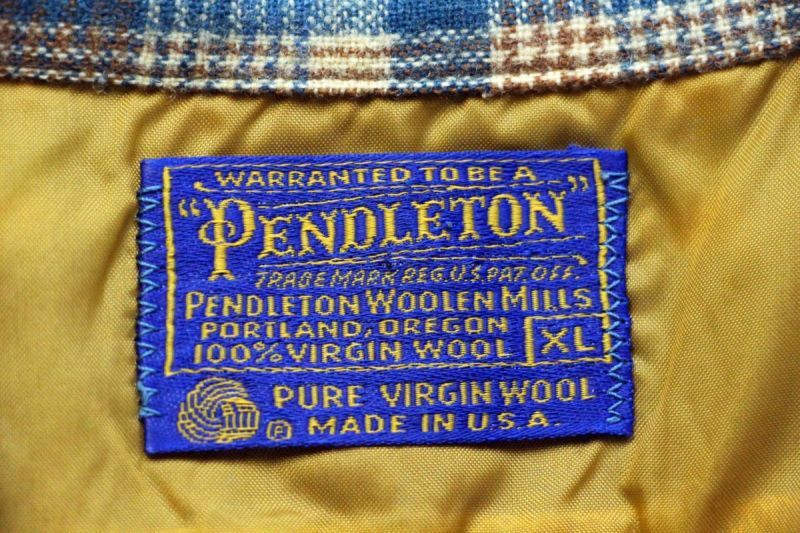 WARRANTED TO BE A
"PENDLETON"
TRADE MARK REG. U.S. PAT. OFF.
PENDLETON WOOLEN MILLS
PORTLAND, OREGON
100% VIRGIN WOOL XL
PURE VIRGIN WOOL
Ⓡ MADE IN U.S.A.